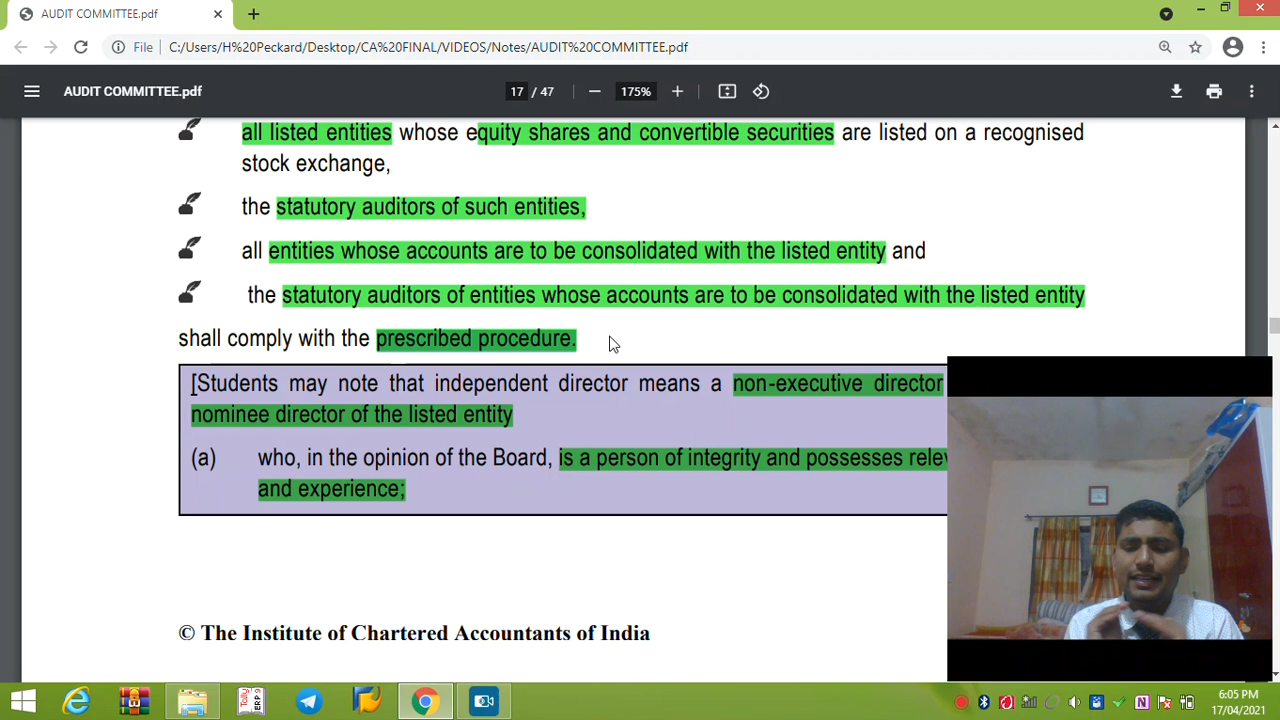 AUDIT COMMITTEE.pdf
File C:/Users/H%20Peckard/Desktop/CA%20FINAL/VIDEOS/Notes/AUDIT%20COMMITTEE.pdf
AUDIT COMMITTEE.pdf 17 / 47 175%
all listed entities whose equity shares and convertible securities are listed on a recognised
stock exchange,
the statutory auditors of such entities,
all entities whose accounts are to be consolidated with the listed entity and
the statutory auditors of entities whose accounts are to be consolidated with the listed entity
shall comply with the prescribed procedure.
[Students may note that independent director means a non-executive director
nominee director of the listed entity
(a) who, in the opinion of the Board, is a person of integrity and possesses
and experience;
© The Institute of Chartered Accountants of India
6:05 PM
17/04/2021